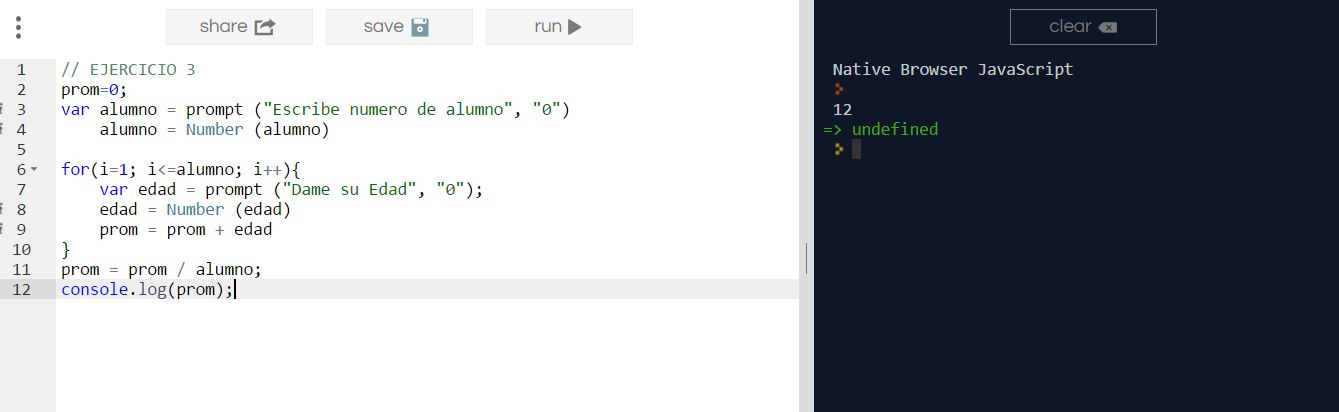 share save run clear
1 // EJERCICIO 3
2 prom=0;
3 var alumno = prompt ("Escribe numero de alumno", "0")
4     alumno = Number (alumno)
5
6 for(i=1; i<=alumno; i++){
7     var edad = prompt ("Dame su Edad", "0");
8     edad = Number (edad)
9     prom = prom + edad
10 }
11 prom = prom / alumno;
12 console.log(prom);
Native Browser JavaScript
12
=> undefined